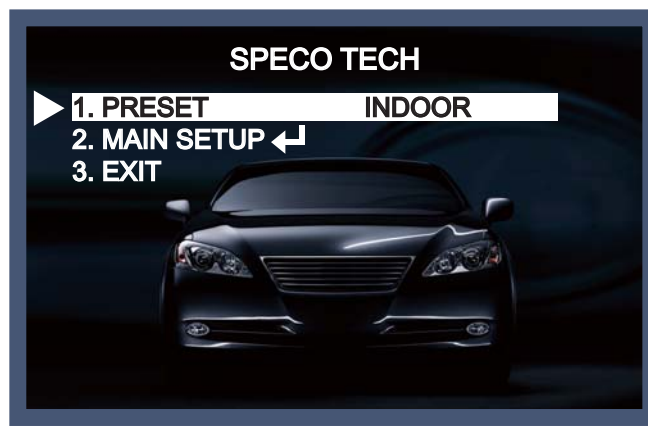 SPECO TECH
1. PRESET INDOOR
2. MAIN SETUP
3. EXIT